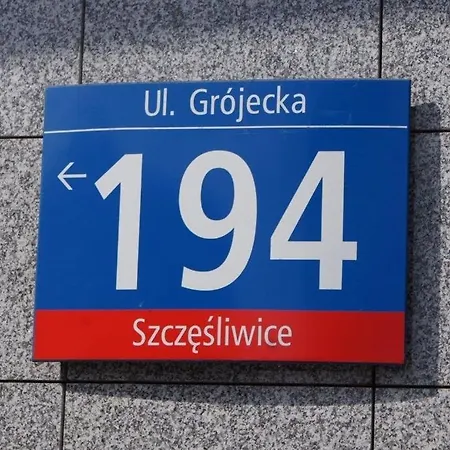 Ul. Grójecka
← 194
Szczęśliwice